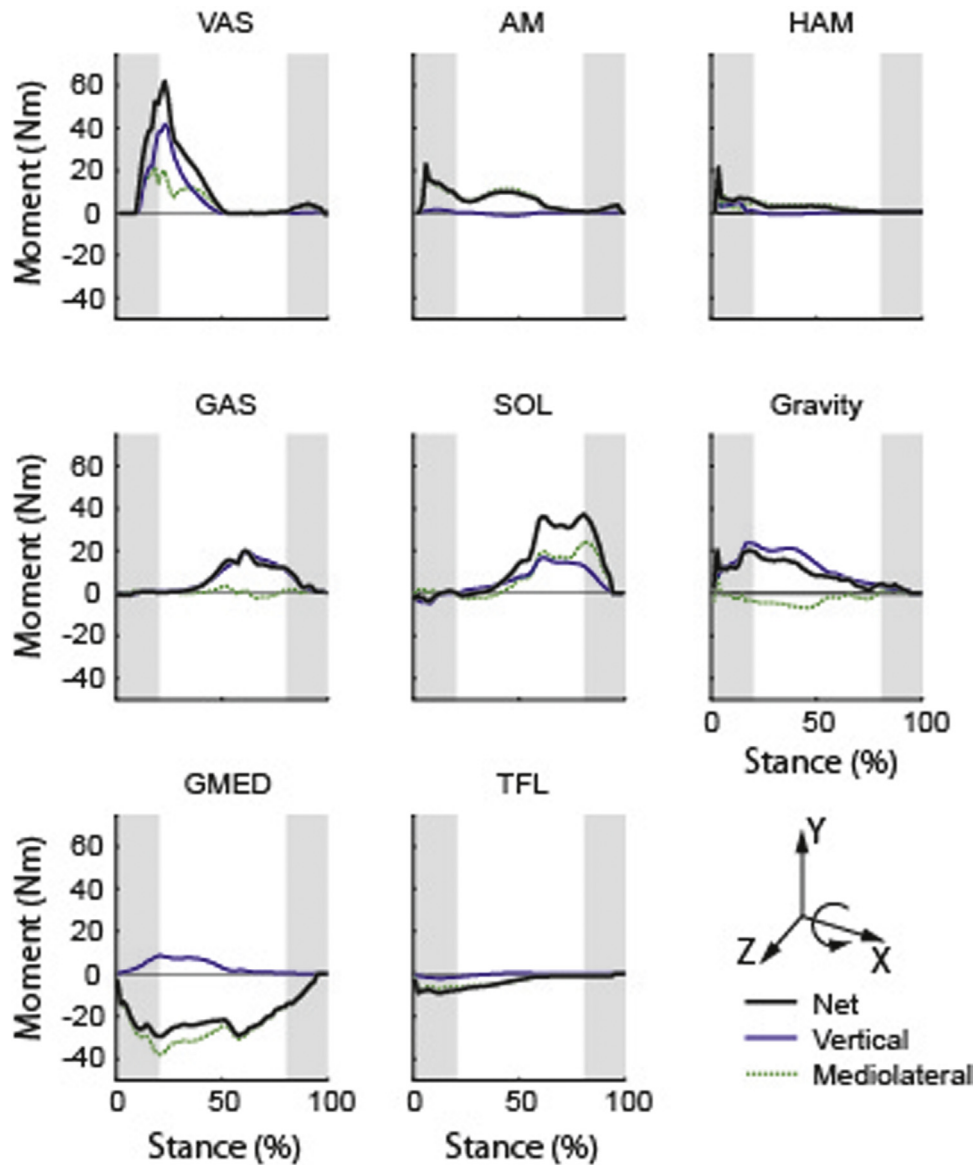 VAS AM HAM
Moment (Nm)
60
40
20
0
-20
-40
GAS SOL Gravity
Moment (Nm)
60
40
20
0
-20
-40
0 50 100
Stance (%)
GMED TFL
Moment (Nm)
60
40
20
0
-20
-40
0 50 100 0 50 100
Stance (%) Stance (%)
Y
Z X
Net
Vertical
Mediolateral